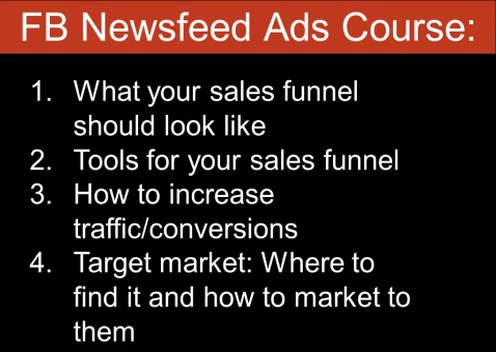 FB Newsfeed Ads Course:
1. What your sales funnel
should look like
2. Tools for your sales funnel
3. How to increase
traffic/conversions
4. Target market: Where to
find it and how to market to
them